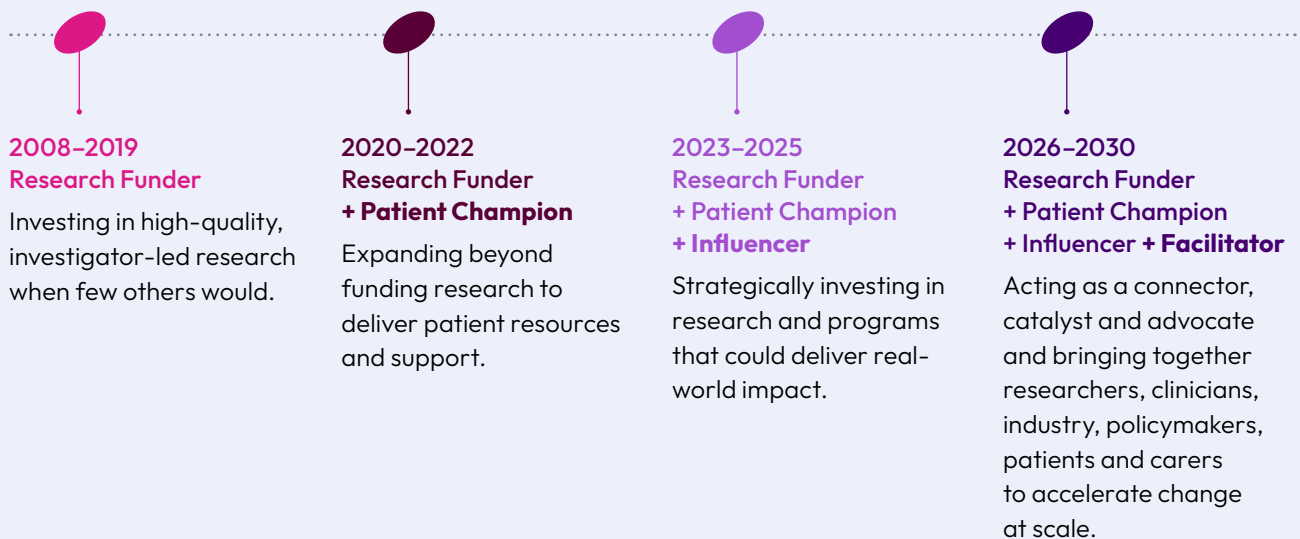 2008–2019
Research Funder
Investing in high-quality,
investigator-led research
when few others would.
2020–2022
Research Funder
+ Patient Champion
Expanding beyond
funding research to
deliver patient resources
and support.
2023–2025
Research Funder
+ Patient Champion
+ Influencer
Strategically investing in
research and programs
that could deliver real-
world impact.
2026–2030
Research Funder
+ Patient Champion
+ Influencer + Facilitator
Acting as a connector,
catalyst and advocate
and bringing together
researchers, clinicians,
industry, policymakers,
patients and carers
to accelerate change
at scale.